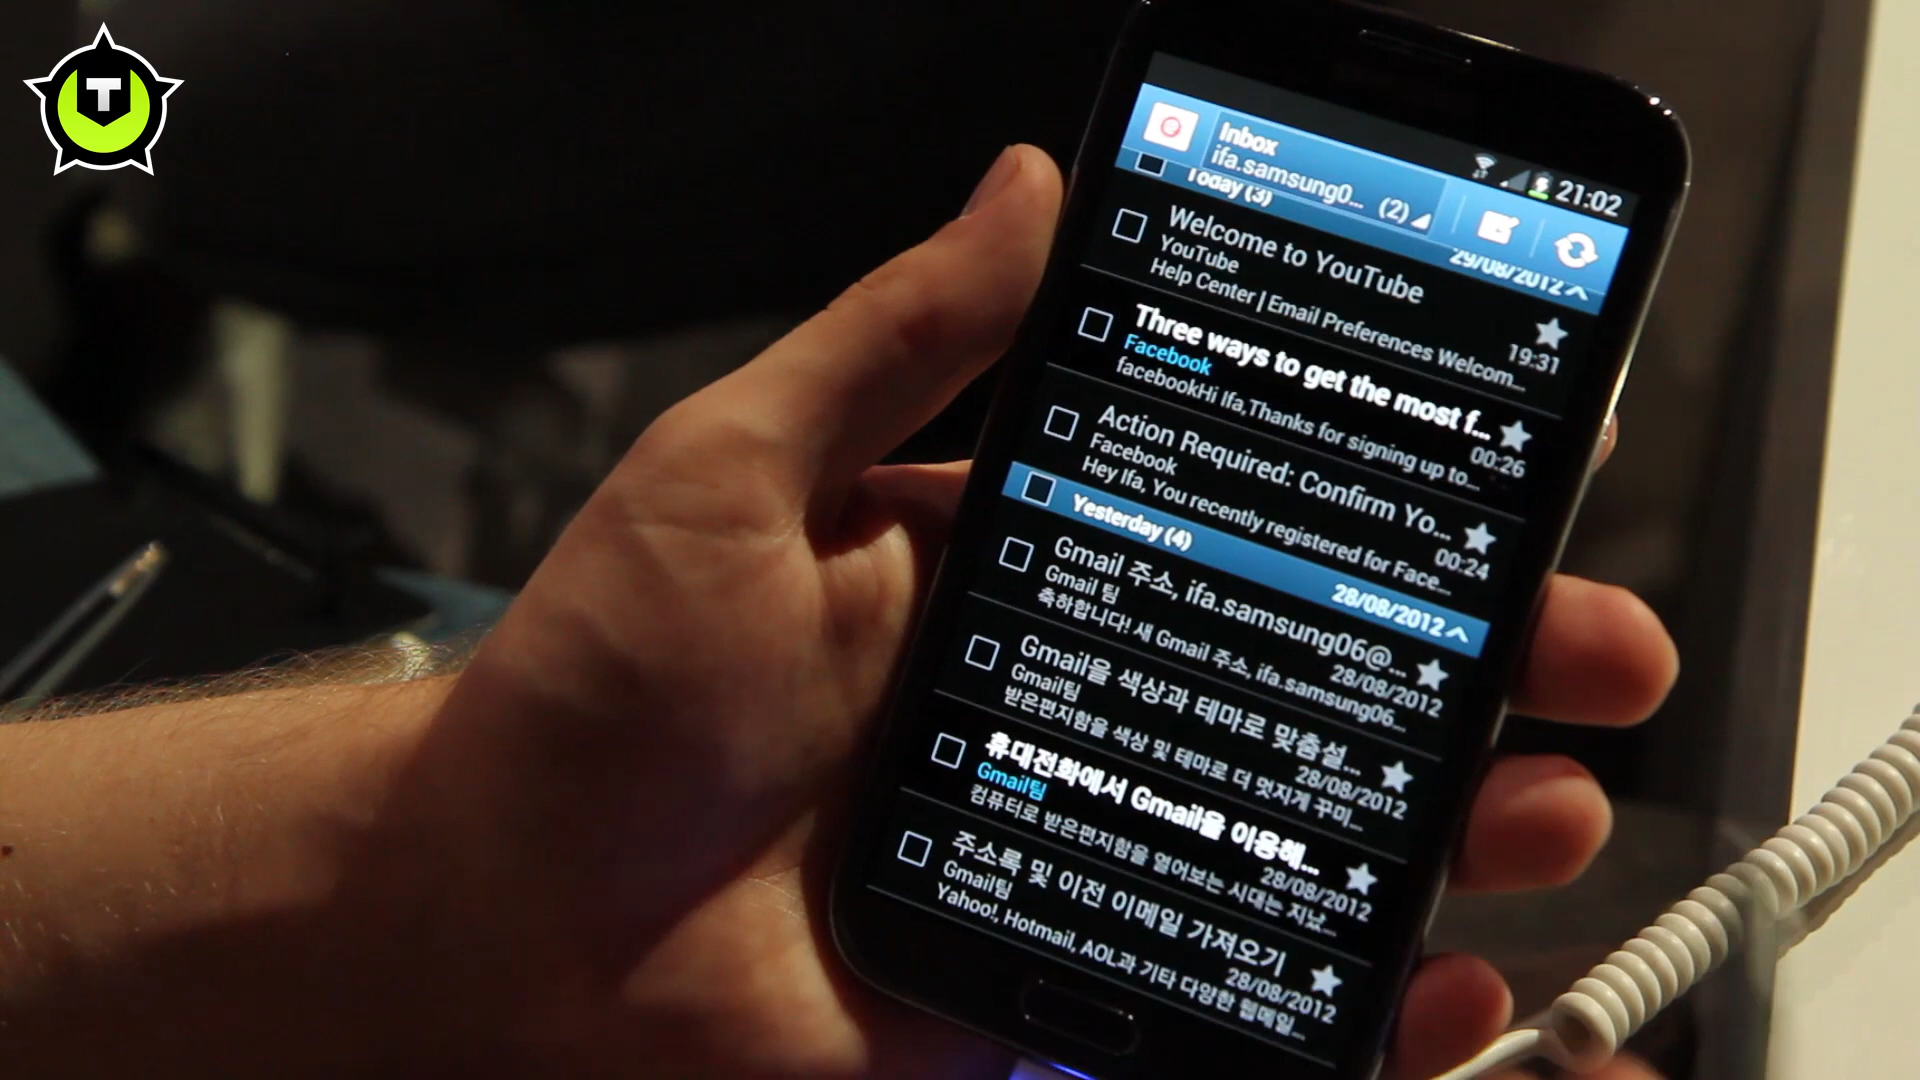 T
21:02
Inbox
ifa.samsung0... (2)
Today (3)
29/08/2012
Welcome to YouTube
YouTube
19:31
Help Center | Email Preferences Welcom...
Three ways to get the most f...
Facebook
00:26
facebookHi Ifa,Thanks for signing up to...
Action Required: Confirm Yo...
Facebook
00:24
Hey Ifa, You recently registered for Face...
Yesterday (4)
28/08/2012
Gmail 주소, ifa.samsung06@...
Gmail 팀
28/08/2012
축하합니다! 새 Gmail 주소, ifa.samsung06...
Gmail을 색상과 테마로 맞춤설...
Gmail팀
28/08/2012
받은편지함을 색상 및 테마로 더 멋지게 꾸미...
휴대전화에서 Gmail을 이용해...
Gmail팀
28/08/2012
컴퓨터로 받은편지함을 열어보는 시대는 지났...
주소록 및 이전 이메일 가져오기
Gmail팀
28/08/2012
Yahoo!, Hotmail, AOL과 기타 다양한 웹메일...